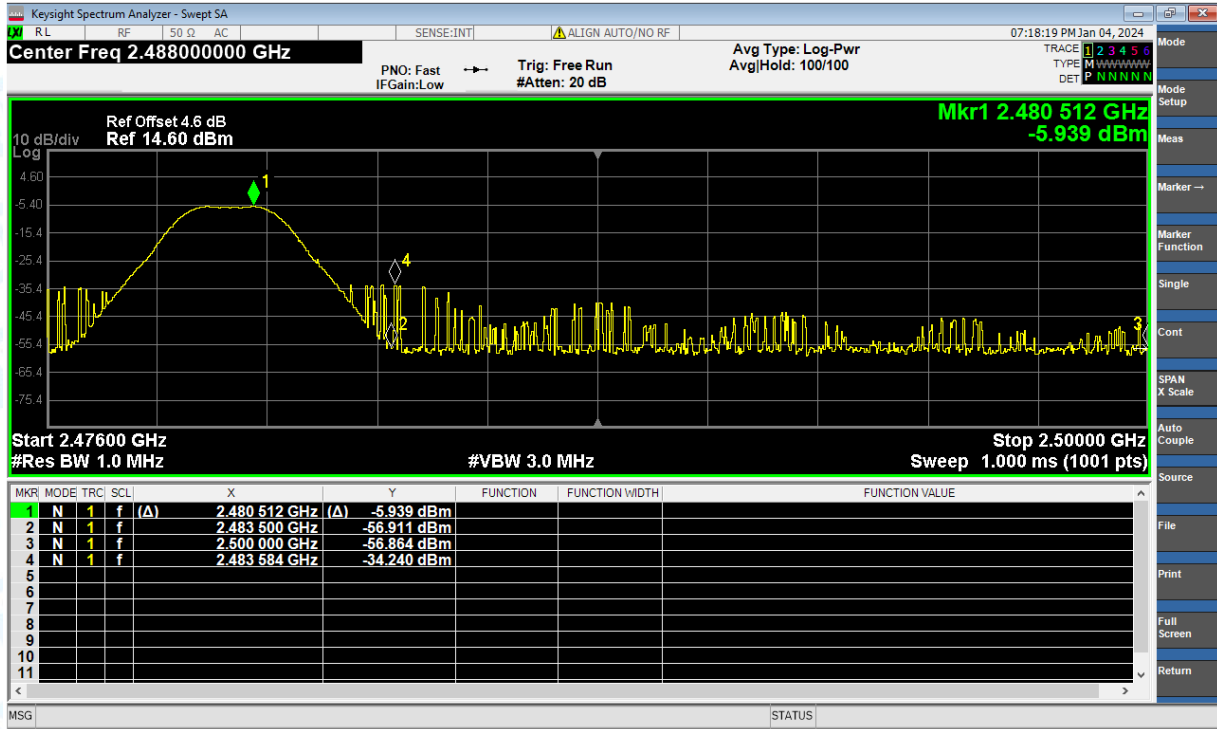 Keysight Spectrum Analyzer - Swept SA
LXI RL RF 50 Ω AC SENSE:INT ALIGN AUTO/NO RF 07:18:19 PM Jan 04, 2024
Center Freq 2.488000000 GHz
PNO: Fast
IFGain:Low
Trig: Free Run
#Atten: 20 dB
Avg Type: Log-Pwr
Avg|Hold: 100/100
TRACE 1 2 3 4 5 6
TYPE M WWWWW
DET P N N N N N
Mkr1 2.480 512 GHz
-5.939 dBm
Ref Offset 4.6 dB
10 dB/div Ref 14.60 dBm
Log
4.60
-5.40
-15.4
-25.4
-35.4
-45.4
-55.4
-65.4
-75.4
1
4
2
3
Start 2.47600 GHz Stop 2.50000 GHz
#Res BW 1.0 MHz #VBW 3.0 MHz Sweep 1.000 ms (1001 pts)
MKR MODE TRC SCL X Y FUNCTION FUNCTION WIDTH FUNCTION VALUE
1 N 1 f (Δ) 2.480 512 GHz (Δ) -5.939 dBm
2 N 1 f 2.483 500 GHz -56.911 dBm
3 N 1 f 2.500 000 GHz -56.864 dBm
4 N 1 f 2.483 584 GHz -34.240 dBm
5
6
7
8
9
10
11
MSG STATUS
Mode
Mode
Setup
Meas
Marker →
Marker
Function
Single
Cont
SPAN
X Scale
Auto
Couple
Source
File
Print
Full
Screen
Return